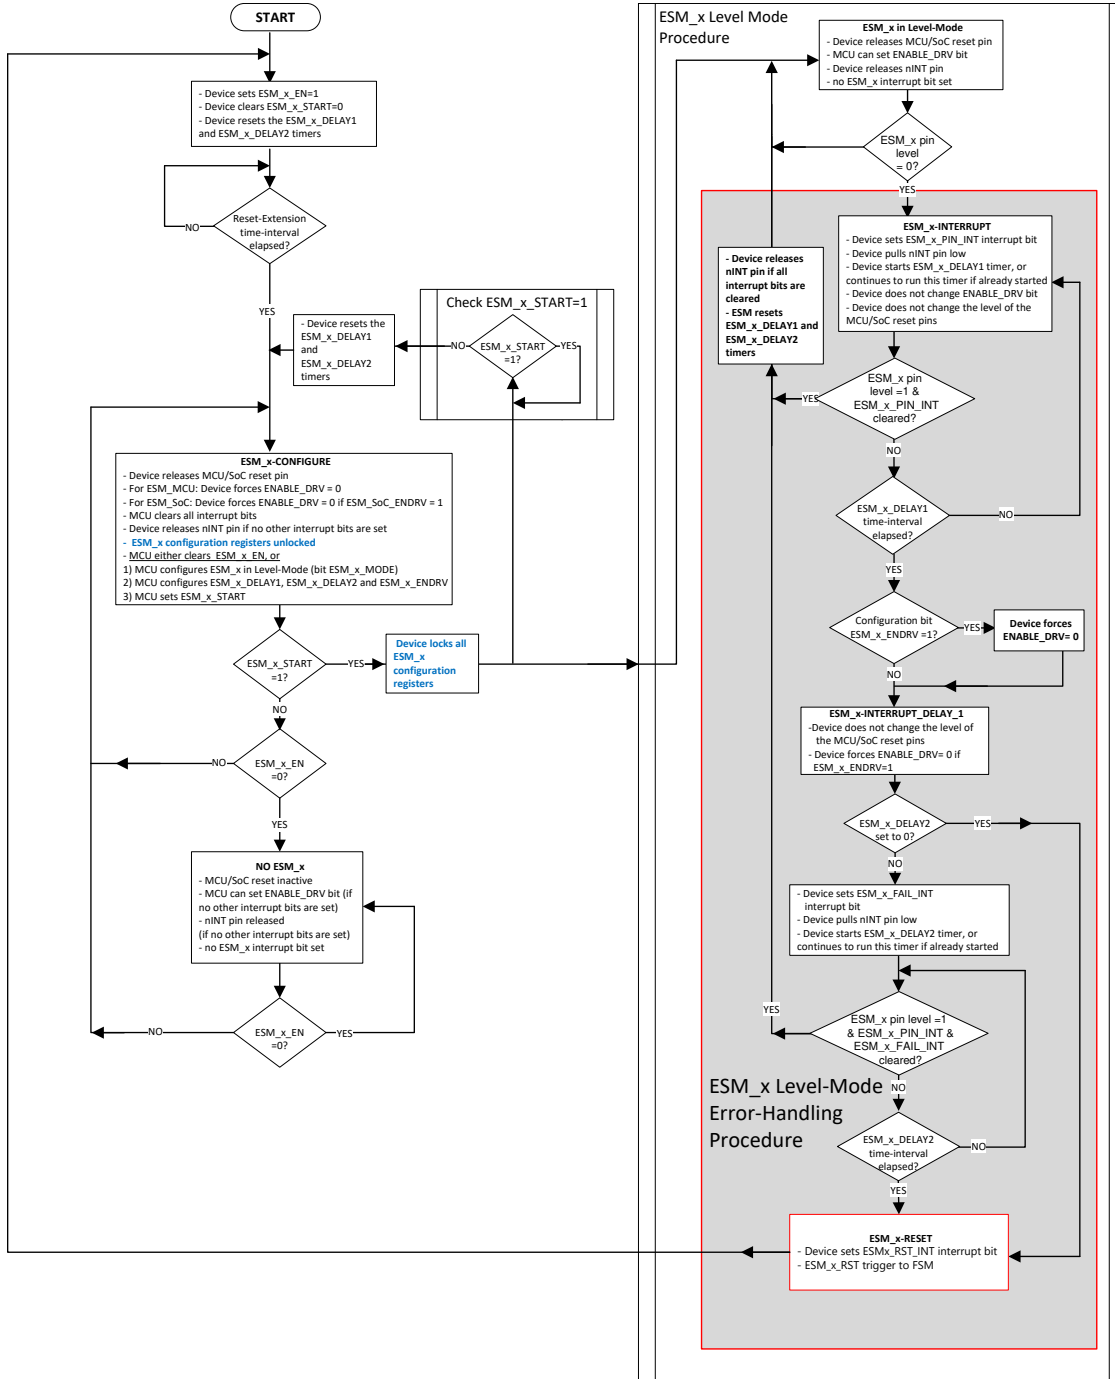 START
- Device sets ESM_x_EN=1
- Device clears ESM_x_START=0
- Device resets the ESM_x_DELAY1
and ESM_x_DELAY2 timers
Reset-Extension
time-interval
elapsed?
NO
YES
- Device resets the
ESM_x_DELAY1
and
ESM_x_DELAY2
timers
Check ESM_x_START=1
NO
ESM_x_START
=1?
YES
ESM_x-CONFIGURE
- Device releases MCU/SoC reset pin
- For ESM_MCU: Device forces ENABLE_DRV = 0
- For ESM_SoC: Device forces ENABLE_DRV = 0 if ESM_SoC_ENDRV = 1
- MCU clears all interrupt bits
- Device releases nINT pin if no other interrupt bits are set
- ESM_x configuration registers unlocked
- MCU either clears ESM_x_EN, or
1) MCU configures ESM_x in Level-Mode (bit ESM_x_MODE)
2) MCU configures ESM_x_DELAY1, ESM_x_DELAY2 and ESM_x_ENDRV
3) MCU sets ESM_x_START
ESM_x_START
=1?
YES
Device locks all
ESM_x
configuration
registers
NO
ESM_x_EN
=0?
NO
YES
NO ESM_x
- MCU/SoC reset inactive
- MCU can set ENABLE_DRV bit (if
no other interrupt bits are set)
- nINT pin released
(if no other interrupt bits are set)
- no ESM_x interrupt bit set
NO
ESM_x_EN
=0?
YES
ESM_x Level Mode
Procedure
ESM_x in Level-Mode
- Device releases MCU/SoC reset pin
- MCU can set ENABLE_DRV bit
- Device releases nINT pin
- no ESM_x interrupt bit set
ESM_x pin
level
= 0?
YES
- Device releases
nINT pin if all
interrupt bits are
cleared
- ESM resets
ESM_x_DELAY1 and
ESM_x_DELAY2
timers
ESM_x-INTERRUPT
- Device sets ESM_x_PIN_INT interrupt bit
- Device pulls nINT pin low
- Device starts ESM_x_DELAY1 timer, or
continues to run this timer if already started
- Device does not change ENABLE_DRV bit
- Device does not change the level of the
MCU/SoC reset pins
YES
ESM_x pin
level =1 &
ESM_x_PIN_INT
cleared?
NO
ESM_x_DELAY1
time-interval
elapsed?
NO
YES
Configuration bit
ESM_x_ENDRV =1?
YES
Device forces
ENABLE_DRV= 0
NO
ESM_x-INTERRUPT_DELAY_1
-Device does not change the level of
the MCU/SoC reset pins
- Device forces ENABLE_DRV= 0 if
ESM_x_ENDRV=1
ESM_x_DELAY2
set to 0?
YES
NO
- Device sets ESM_x_FAIL_INT
interrupt bit
- Device pulls nINT pin low
- Device starts ESM_x_DELAY2 timer, or
continues to run this timer if already started
YES
ESM_x pin level =1
& ESM_x_PIN_INT &
ESM_x_FAIL_INT
cleared?
NO
ESM_x Level-Mode
Error-Handling
Procedure
ESM_x_DELAY2
time-interval
elapsed?
NO
YES
ESM_x-RESET
- Device sets ESMx_RST_INT interrupt bit
- ESM_x_RST trigger to FSM